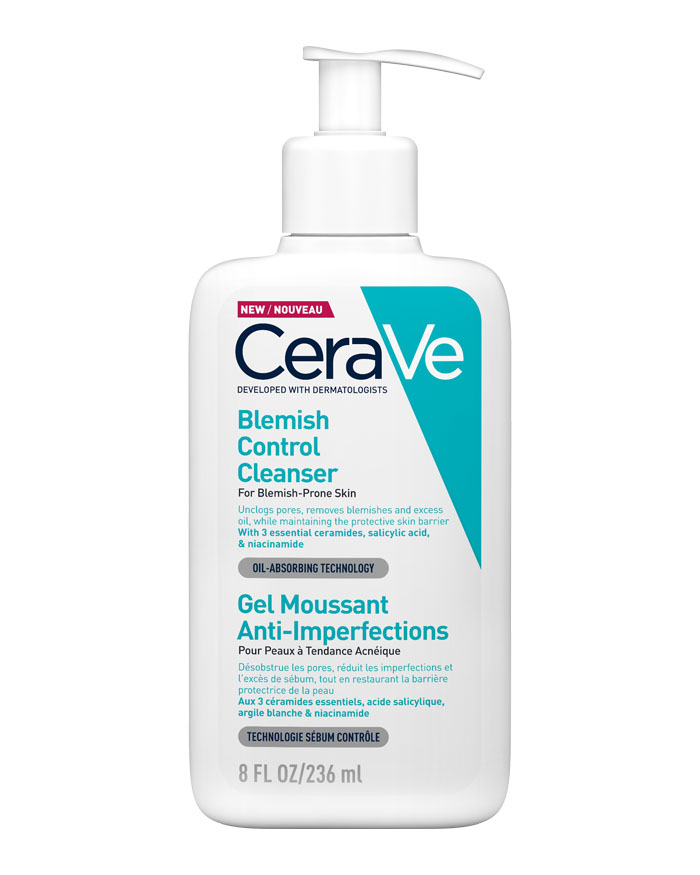 NEW / NOUVEAU
CeraVe
DEVELOPED WITH DERMATOLOGISTS
Blemish
Control
Cleanser
For Blemish-Prone Skin
Unclogs pores, removes blemishes and excess
oil, while maintaining the protective skin barrier
With 3 essential ceramides, salicylic acid,
& niacinamide
OIL-ABSORBING TECHNOLOGY
Gel Moussant
Anti-Imperfections
Pour Peaux à Tendance Acnéique
Désobstrue les pores, réduit les imperfections et
l'excès de sébum, tout en restaurant la barrière
protectrice de la peau
Aux 3 céramides essentiels, acide salicylique,
argile blanche & niacinamide
TECHNOLOGIE SÉBUM CONTRÔLE
8 FL OZ/236 ml